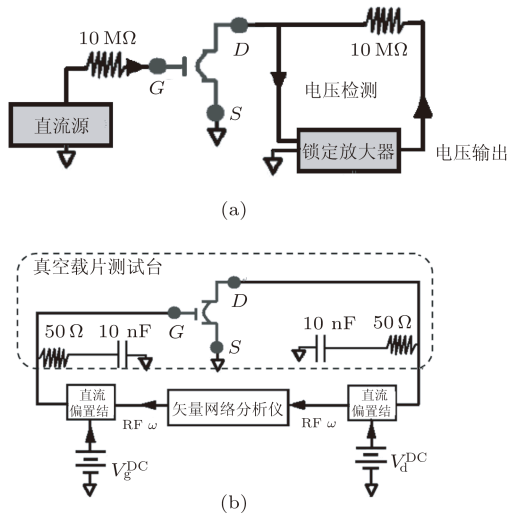 10 MΩ
10 MΩ
D
G
电压检测
直流源
S
锁定放大器
电压输出
(a)
真空载片测试台
D
50 Ω
10 nF
G
10 nF
50 Ω
S
直流
偏置结
矢量网络分析仪
直流
偏置结
RF ω
RF ω
V_g^DC
V_d^DC
(b)